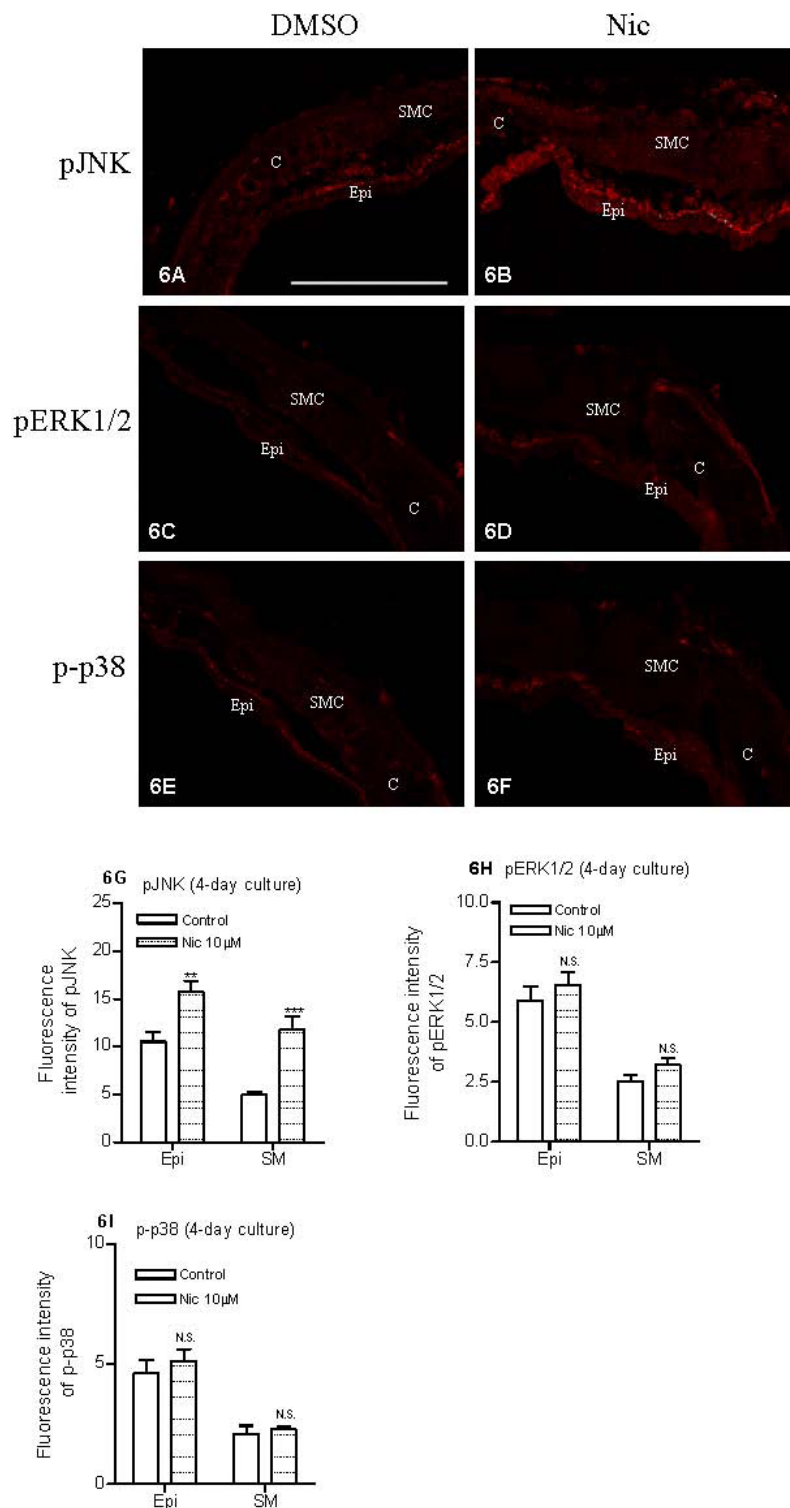 DMSO Nic
pJNK
SMC
C
Epi
6A
C
SMC
Epi
6B
pERK1/2
SMC
Epi
C
6C
SMC
C
Epi
6D
p-p38
Epi
SMC
C
6E
SMC
Epi
C
6F
6G pJNK (4-day culture)
Fluorescence
intensity of pJNK
25
20
15
10
5
0
Control
Nic 10µM
**
***
Epi SM
6H pERK1/2 (4-day culture)
Fluorescence intensity
of pERK1/2
10.0
7.5
5.0
2.5
0.0
Control
Nic 10µM
N.S.
N.S.
Epi SM
6I p-p38 (4-day culture)
Fluorescence intensity
of p-p38
10
5
0
Control
Nic 10µM
N.S.
N.S.
Epi SM